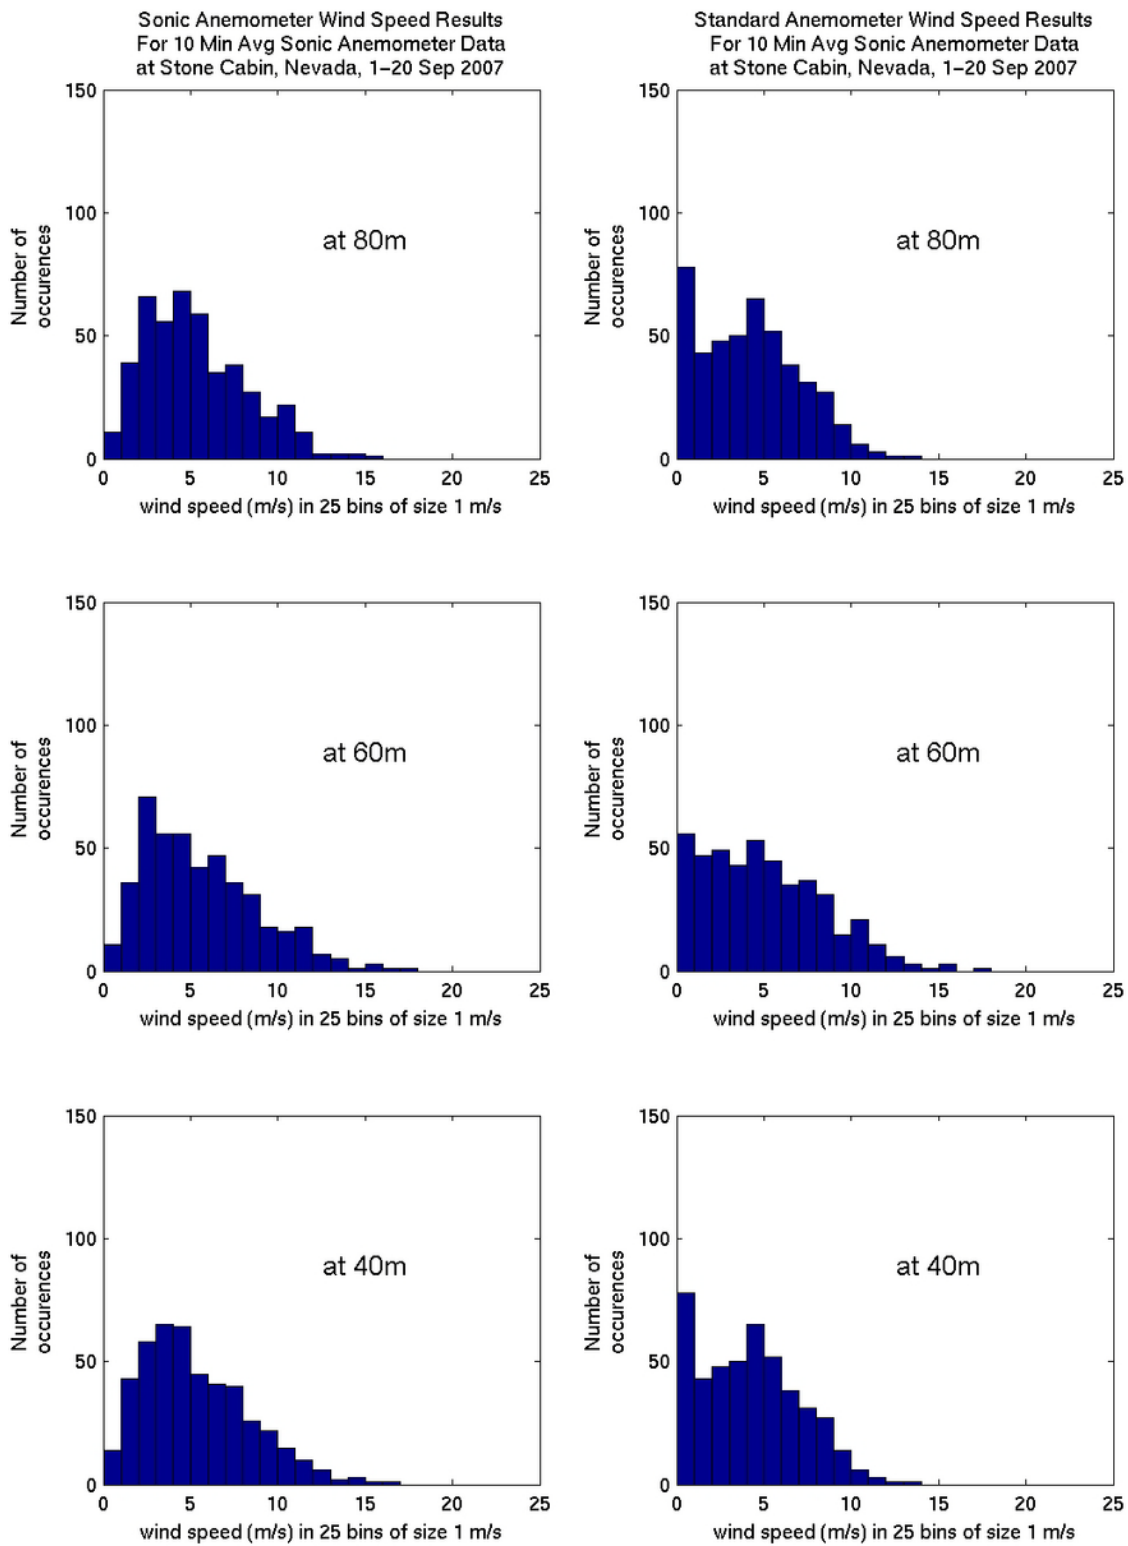 Sonic Anemometer Wind Speed Results
For 10 Min Avg Sonic Anemometer Data
at Stone Cabin, Nevada, 1–20 Sep 2007
150
100
50
0
Number of
occurences
at 80m
0 5 10 15 20 25
wind speed (m/s) in 25 bins of size 1 m/s
Standard Anemometer Wind Speed Results
For 10 Min Avg Sonic Anemometer Data
at Stone Cabin, Nevada, 1–20 Sep 2007
150
100
50
0
Number of
occurences
at 80m
0 5 10 15 20 25
wind speed (m/s) in 25 bins of size 1 m/s
150
100
50
0
Number of
occurences
at 60m
0 5 10 15 20 25
wind speed (m/s) in 25 bins of size 1 m/s
150
100
50
0
Number of
occurences
at 60m
0 5 10 15 20 25
wind speed (m/s) in 25 bins of size 1 m/s
150
100
50
0
Number of
occurences
at 40m
0 5 10 15 20 25
wind speed (m/s) in 25 bins of size 1 m/s
150
100
50
0
Number of
occurences
at 40m
0 5 10 15 20 25
wind speed (m/s) in 25 bins of size 1 m/s